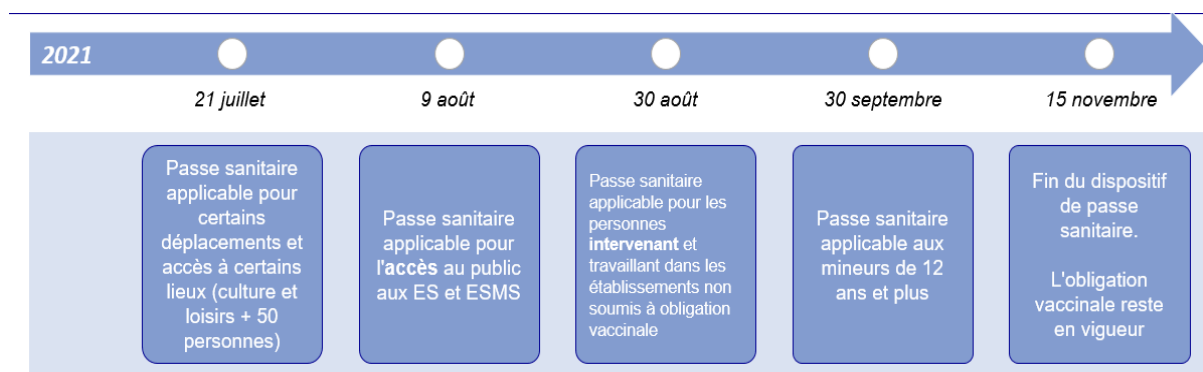 2021
21 juillet
9 août
30 août
30 septembre
15 novembre
Passe sanitaire
applicable pour
certains
déplacements et
accès à certains
lieux (culture et
loisirs + 50
personnes)
Passe sanitaire
applicable pour
l'accès au public
aux ES et ESMS
Passe sanitaire
applicable pour les
personnes
intervenant et
travaillant dans les
établissements non
soumis à obligation
vaccinale
Passe sanitaire
applicable aux
mineurs de 12
ans et plus
Fin du dispositif
de passe
sanitaire.
L'obligation
vaccinale reste
en vigueur